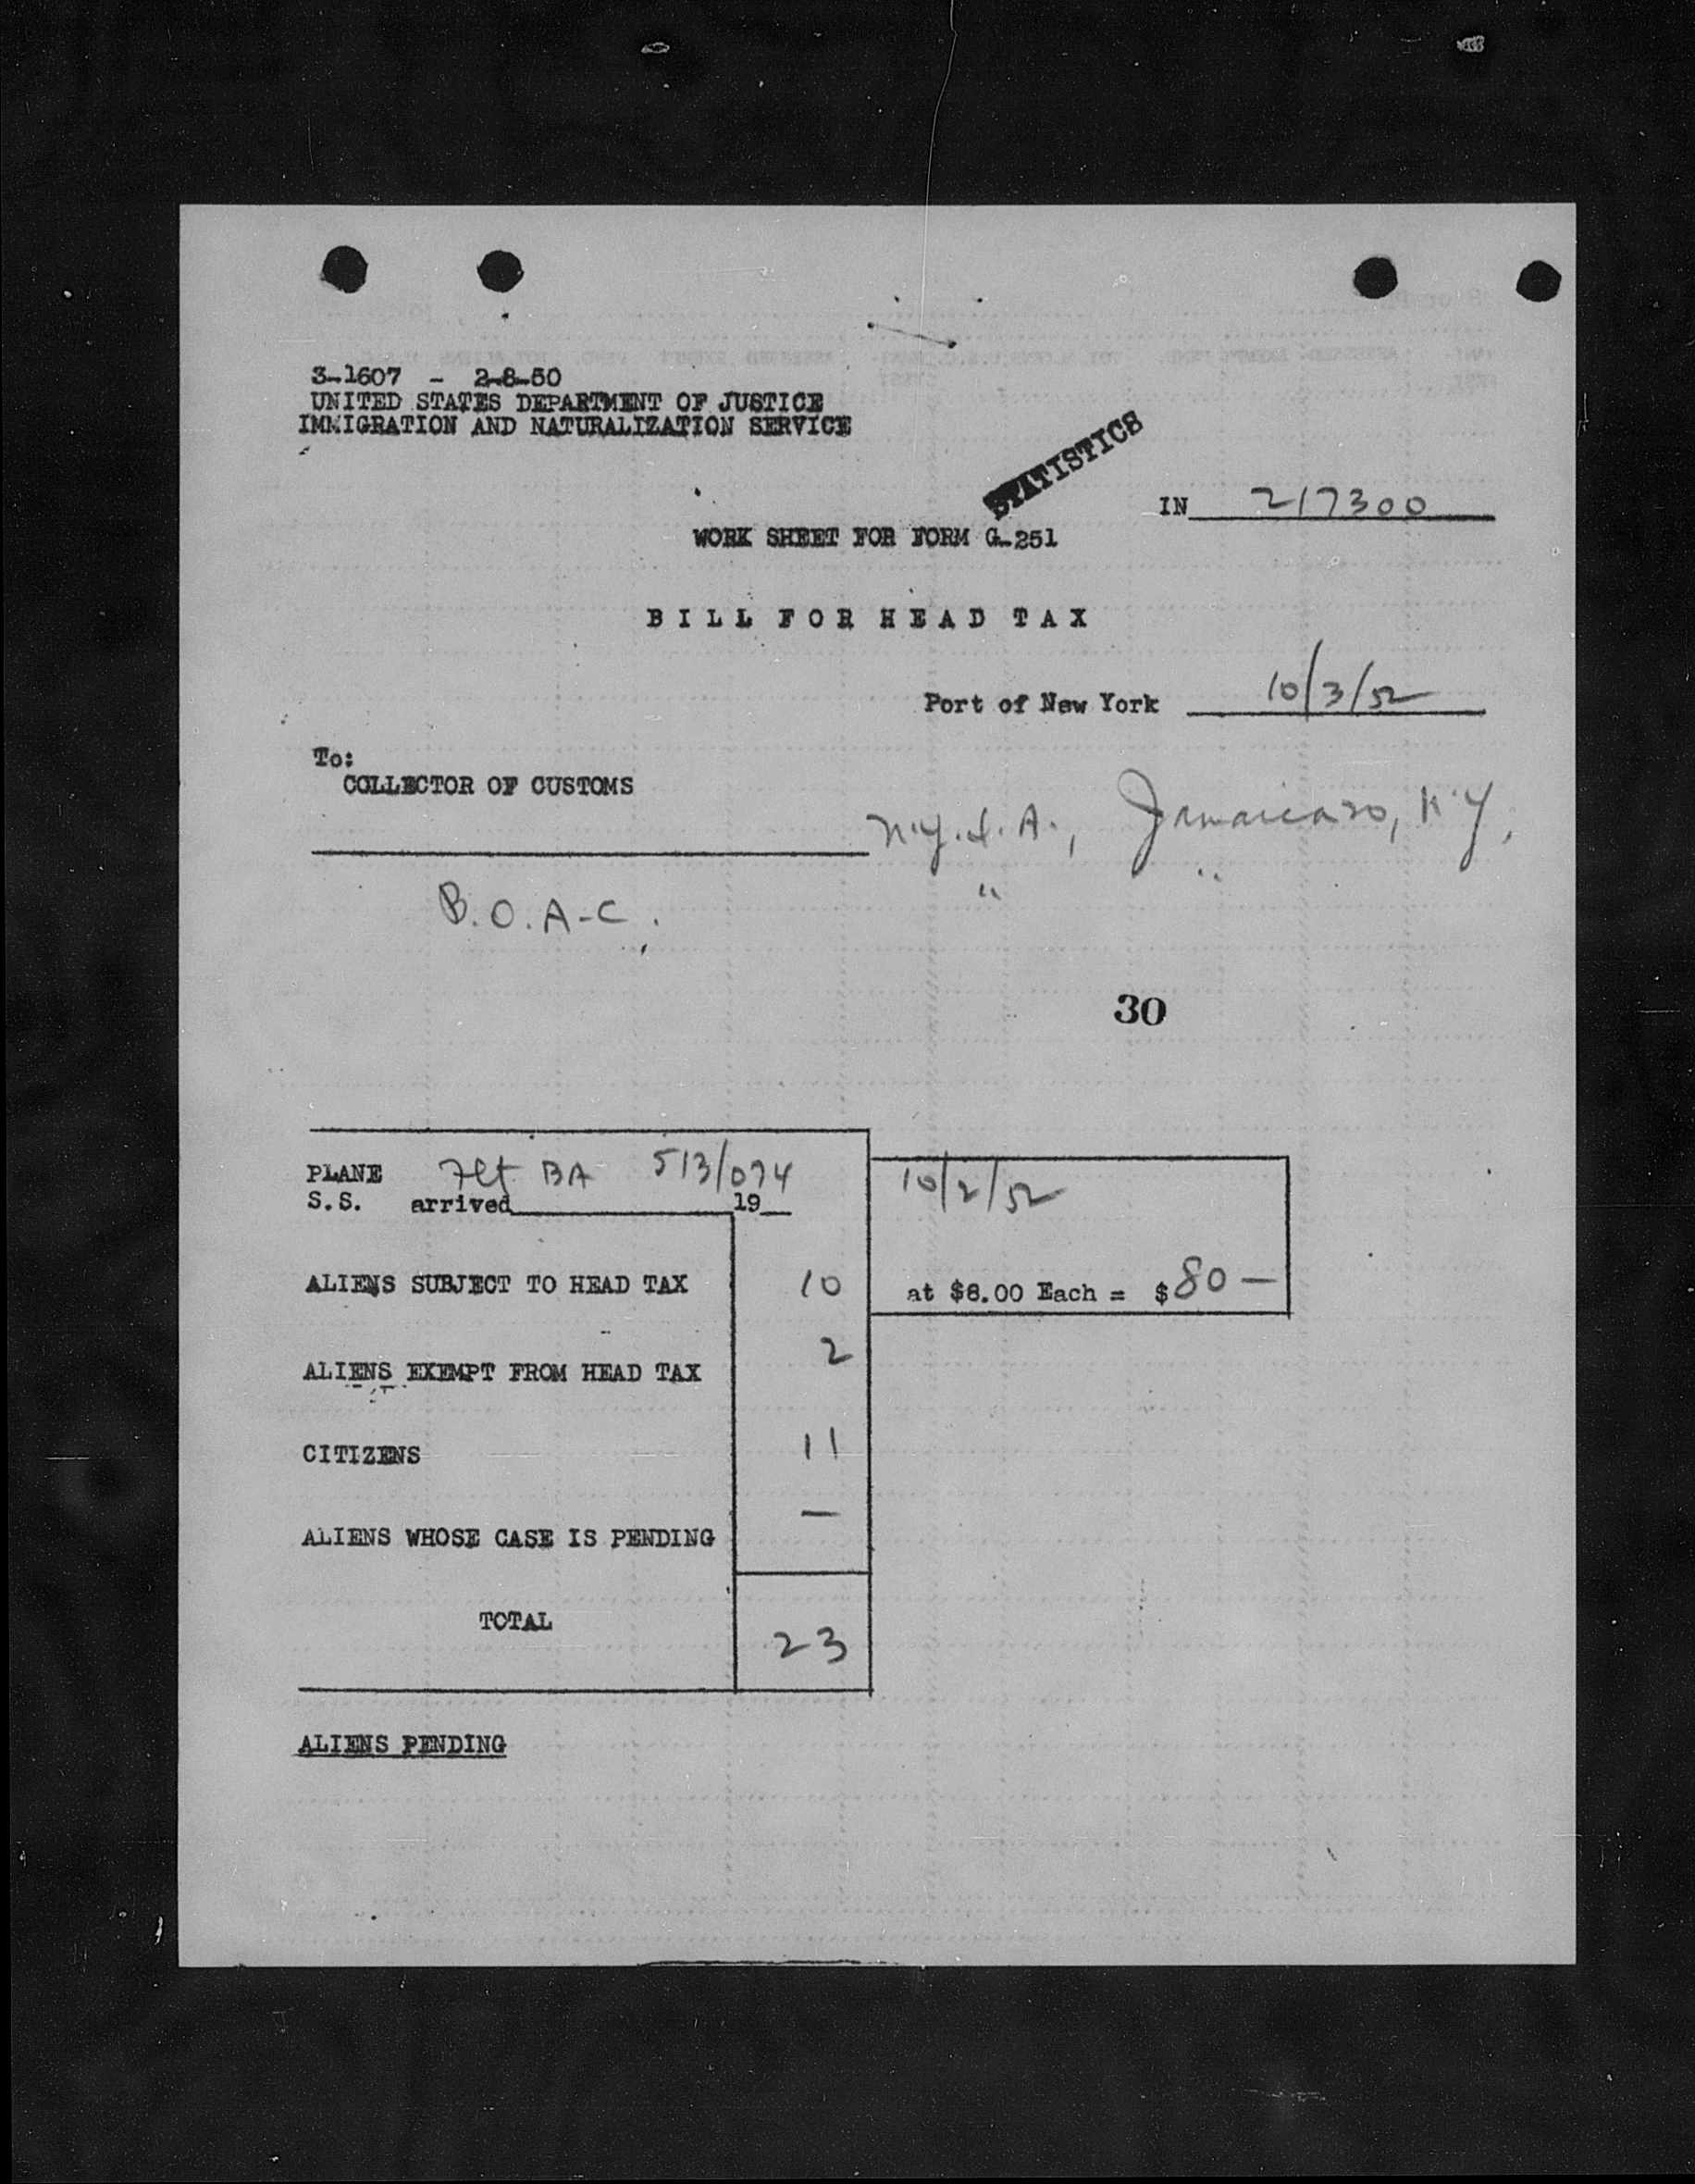 3-1607 - 2-8-50
UNITED STATES DEPARTMENT OF JUSTICE
IMMIGRATION AND NATURALIZATION SERVICE
STATISTICS
IN 217300
WORK SHEET FOR FORM G-251
BILL FOR HEAD TAX
Port of New York 10/3/52
To:
COLLECTOR OF CUSTOMS
N.Y.I.A., Jamaica 30, N.Y.
B.O.A-C. " "
30
PLANE Flt BA 513/074 10/2/52
S.S. arrived 19
ALIENS SUBJECT TO HEAD TAX 10 at $8.00 Each = $ 80 —
ALIENS EXEMPT FROM HEAD TAX 2
CITIZENS 11
ALIENS WHOSE CASE IS PENDING —
TOTAL 23
ALIENS PENDING